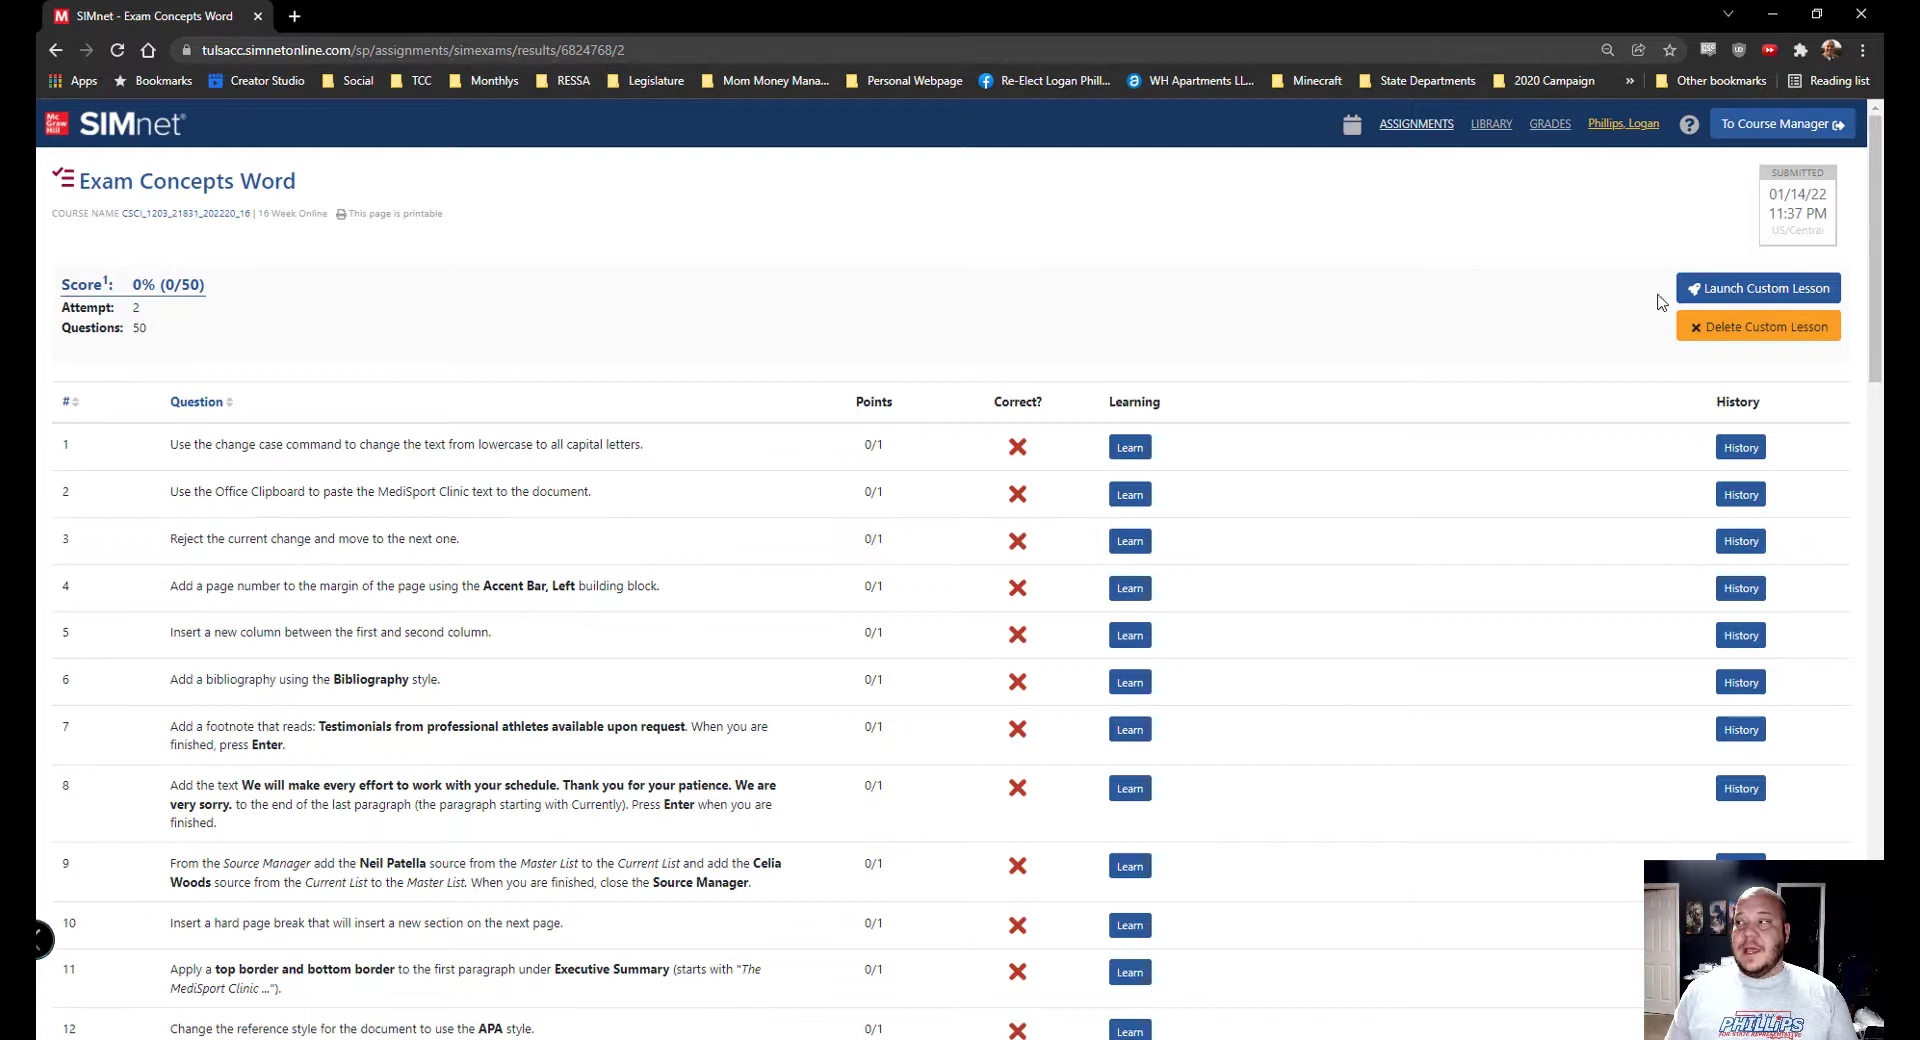 SIMnet - Exam Concepts Word
tulsacc.simnetonline.com/sp/assignments/simexams/results/6824768/2
Apps Bookmarks Creator Studio Social TCC Monthlys RESSA Legislature Mom Money Mana... Personal Webpage Re-Elect Logan Phill... WH Apartments LL... Minecraft State Departments 2020 Campaign » Other bookmarks Reading list
Mc Graw Hill SIMnet® ASSIGNMENTS LIBRARY GRADES Phillips, Logan ? To Course Manager
Exam Concepts Word
COURSE NAME CSCI_1203_21831_202220_16 | 16 Week Online This page is printable
SUBMITTED
01/14/22
11:37 PM
US/Central
Score1: 0% (0/50)
Attempt: 2
Questions: 50
Launch Custom Lesson
Delete Custom Lesson
# Question Points Correct? Learning History
1 Use the change case command to change the text from lowercase to all capital letters. 0/1 Learn History
2 Use the Office Clipboard to paste the MediSport Clinic text to the document. 0/1 Learn History
3 Reject the current change and move to the next one. 0/1 Learn History
4 Add a page number to the margin of the page using the Accent Bar, Left building block. 0/1 Learn History
5 Insert a new column between the first and second column. 0/1 Learn History
6 Add a bibliography using the Bibliography style. 0/1 Learn History
7 Add a footnote that reads: Testimonials from professional athletes available upon request. When you are 0/1 Learn History
finished, press Enter.
8 Add the text We will make every effort to work with your schedule. Thank you for your patience. We are 0/1 Learn History
very sorry. to the end of the last paragraph (the paragraph starting with Currently). Press Enter when you are
finished.
9 From the Source Manager add the Neil Patella source from the Master List to the Current List and add the Celia 0/1 Learn
Woods source from the Current List to the Master List. When you are finished, close the Source Manager.
10 Insert a hard page break that will insert a new section on the next page. 0/1 Learn
11 Apply a top border and bottom border to the first paragraph under Executive Summary (starts with "The 0/1 Learn
MediSport Clinic ...").
12 Change the reference style for the document to use the APA style. 0/1 Learn
PHILLIPS
FOR STATE REPRESENTATIVE